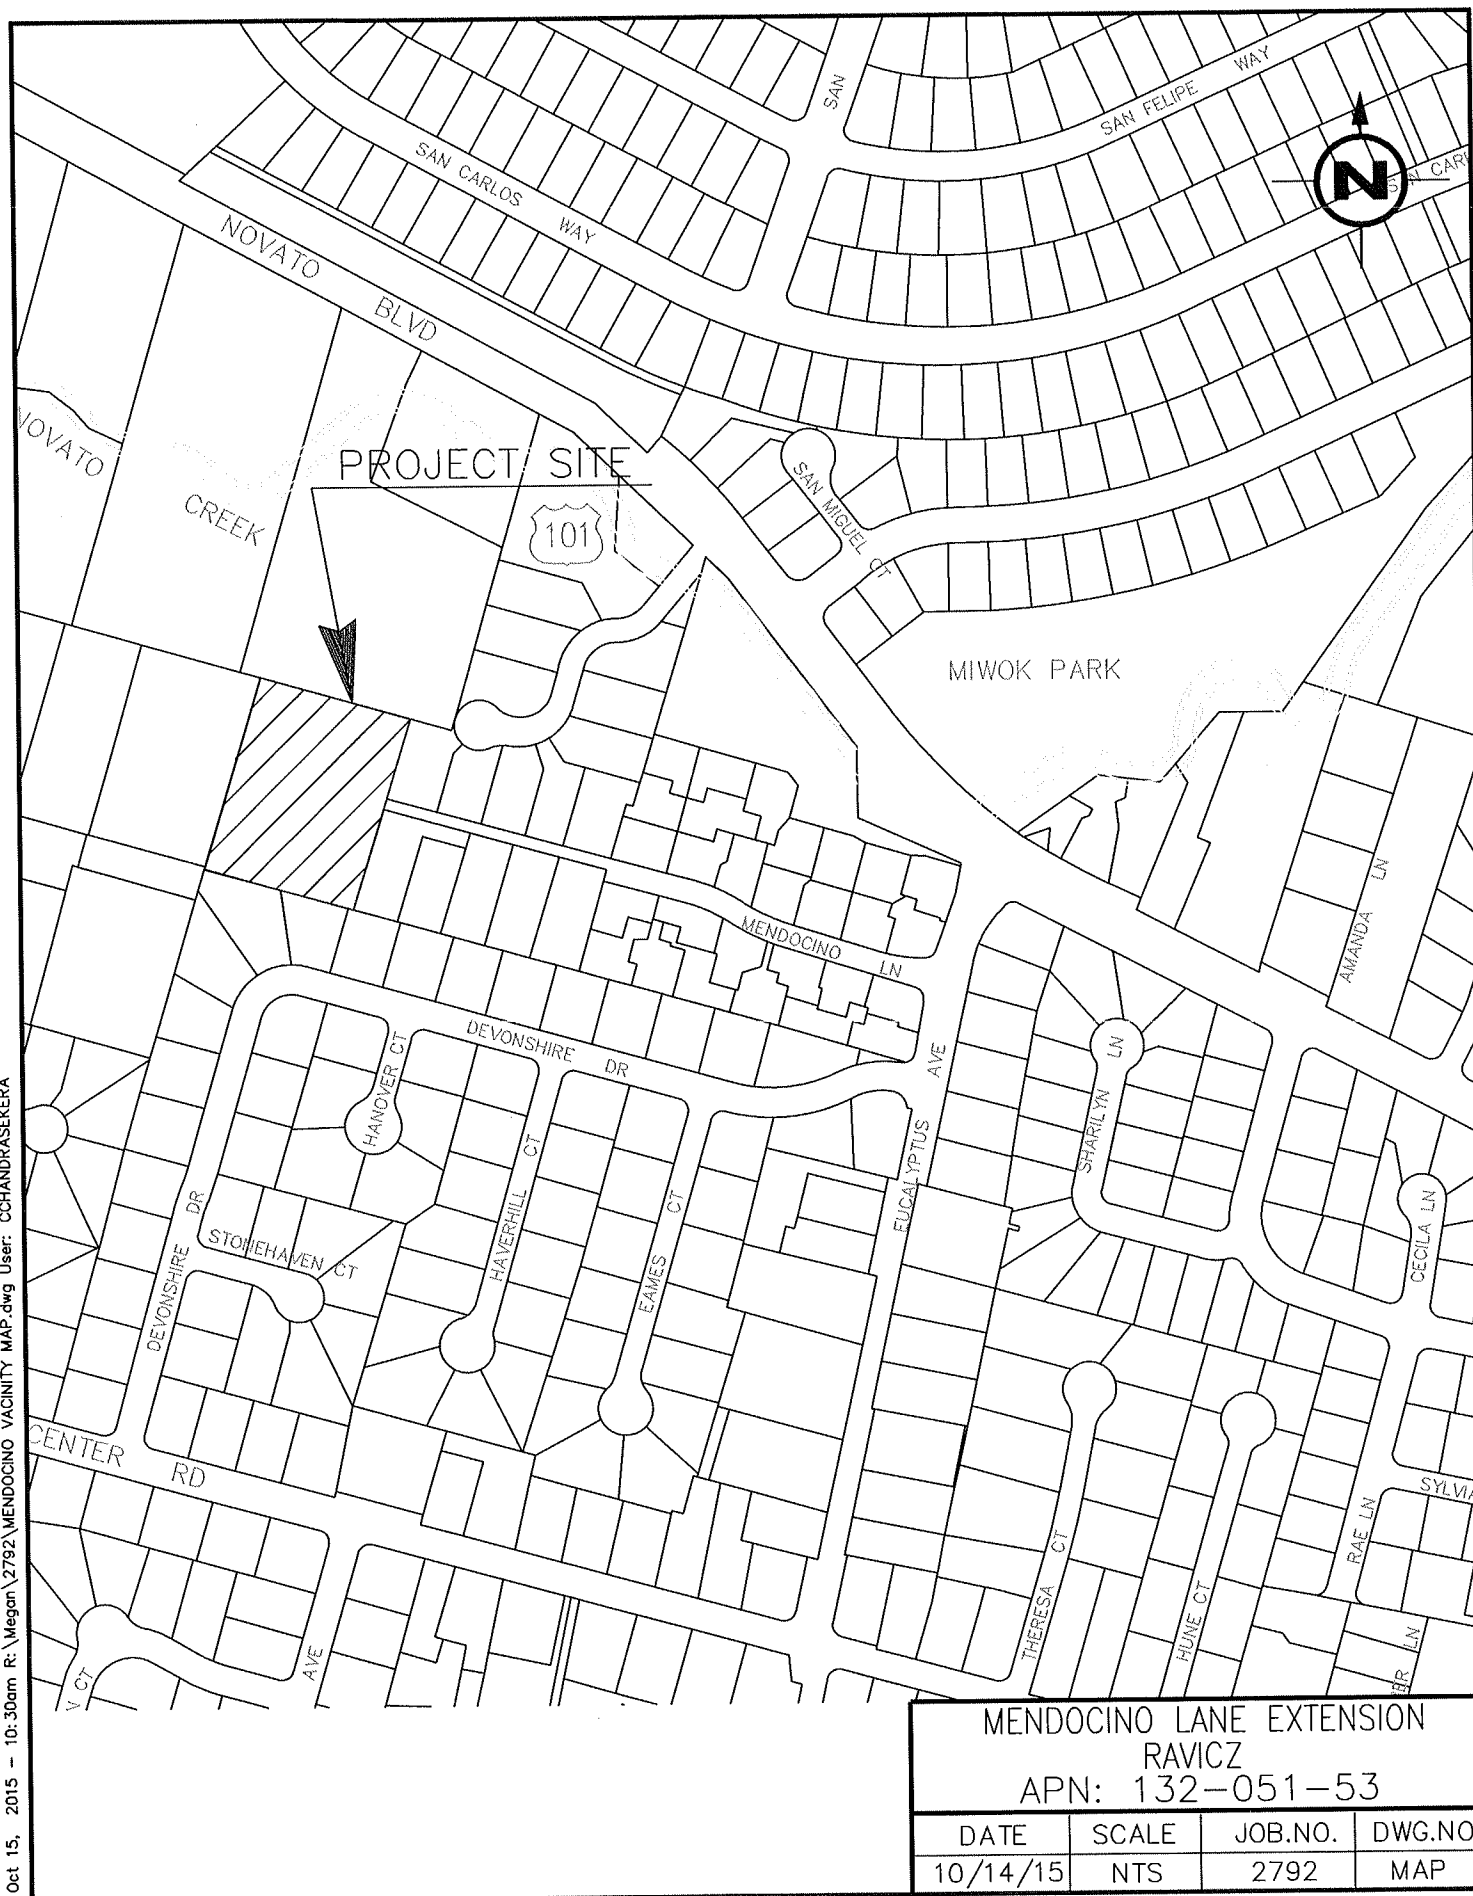 SAN
SAN FELIPE WAY
SAN CARLOS WAY
N
NOVATO BLVD
NOVATO CREEK
PROJECT SITE
101
SAN MIGUEL CT
MIWOK PARK
MENDOCINO LN
AMANDA LN
DEVONSHIRE DR
HANOVER CT
HAVERHILL CT
EAMES CT
EUCALYPTUS AVE
SHARILYN LN
CECILA LN
DEVONSHIRE DR
STONEHAVEN CT
CENTER RD
AVE
CT
THERESA CT
HUNE CT
RAE LN
SYLVIA
LN
MENDOCINO LANE EXTENSION
RAVICZ
APN: 132-051-53
DATE SCALE JOB.NO. DWG.NO
10/14/15 NTS 2792 MAP
Oct 15, 2015 - 10:30am R:\Megan\2792\MENDOCINO VACINITY MAP.dwg User: CCHANDRASEKERA